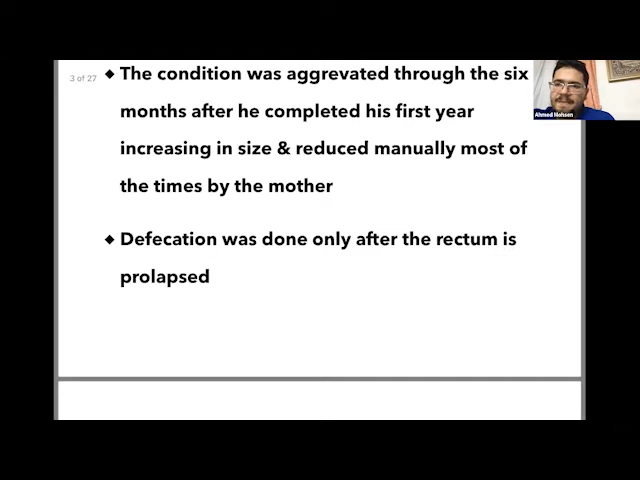 3 of 27
◆ The condition was aggrevated through the six
months after he completed his first year
increasing in size & reduced manually most of
the times by the mother
◆ Defecation was done only after the rectum is
prolapsed
Ahmed Mohsen